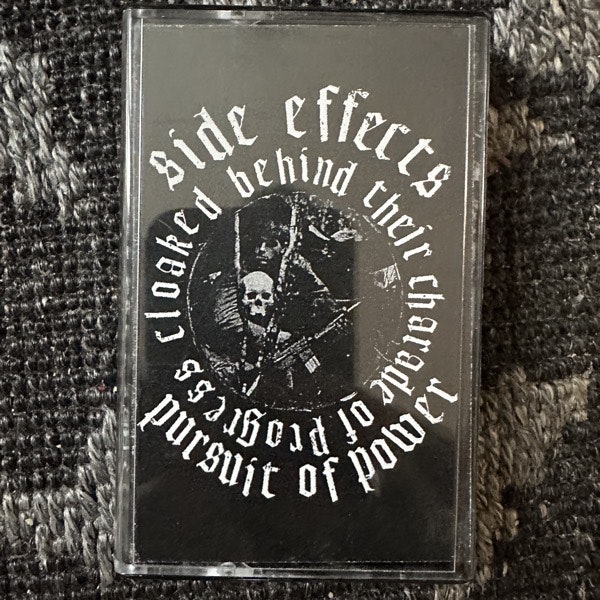 side effects
cloaked behind their charade of progress
pursuit of power